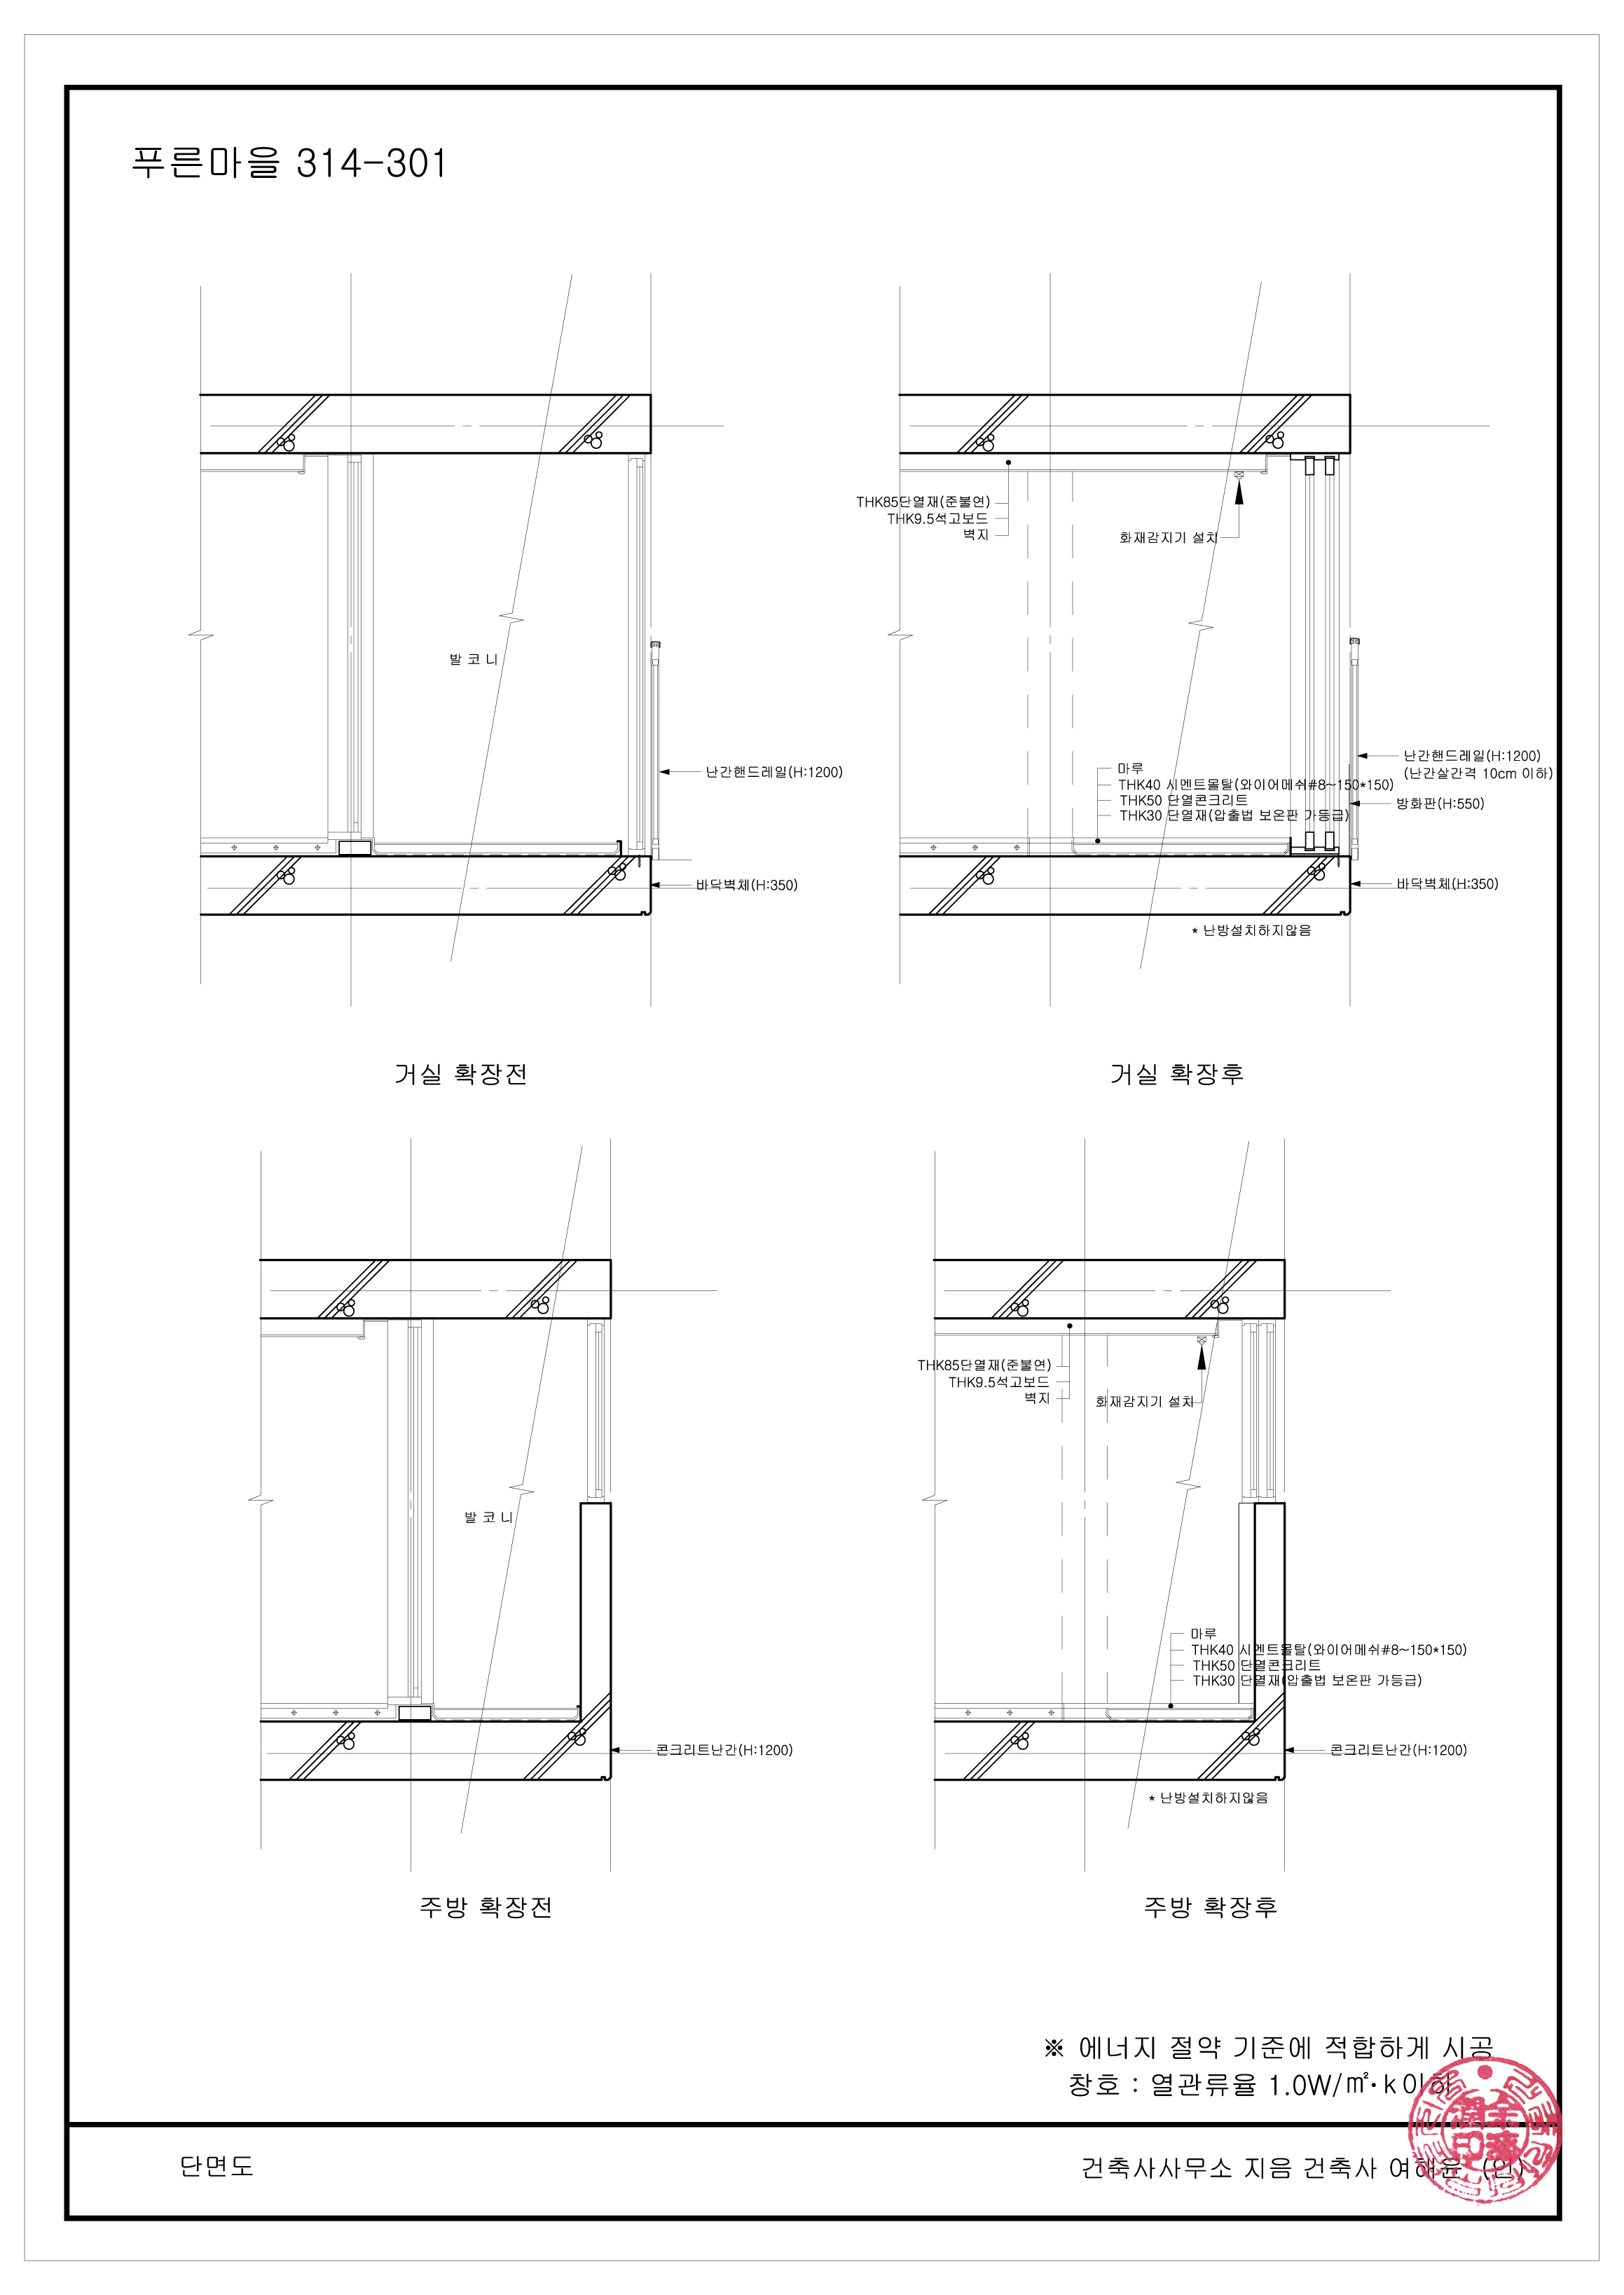 푸른마을 314-301
발 코 니
난간핸드레일(H:1200)
바닥벽체(H:350)
거실 확장전
THK85단열재(준불연)
THK9.5석고보드
벽지
화재감지기 설치
마루
THK40 시멘트몰탈(와이어메쉬#8~150*150)
THK50 단열콘크리트
THK30 단열재(압출법 보온판 가등급)
난간핸드레일(H:1200)
(난간살간격 10cm 이하)
방화판(H:550)
바닥벽체(H:350)
* 난방설치하지않음
거실 확장후
발 코 니
콘크리트난간(H:1200)
주방 확장전
THK85단열재(준불연)
THK9.5석고보드
벽지
화재감지기 설치
마루
THK40 시멘트몰탈(와이어메쉬#8~150*150)
THK50 단열콘크리트
THK30 단열재(압출법 보온판 가등급)
콘크리트난간(H:1200)
* 난방설치하지않음
주방 확장후
※ 에너지 절약 기준에 적합하게 시공
창호 : 열관류율 1.0W/㎡·k이하
단면도
건축사사무소 지음 건축사 여해윤 (인)